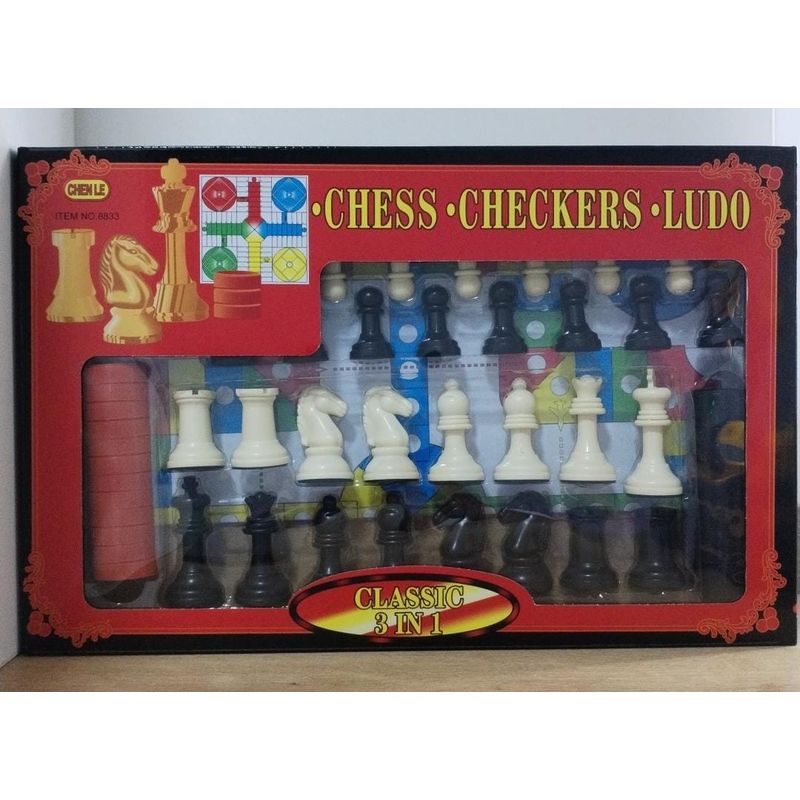 CHEN LE
ITEM NO.8833
•CHESS •CHECKERS •LUDO
CLASSIC
3 IN 1